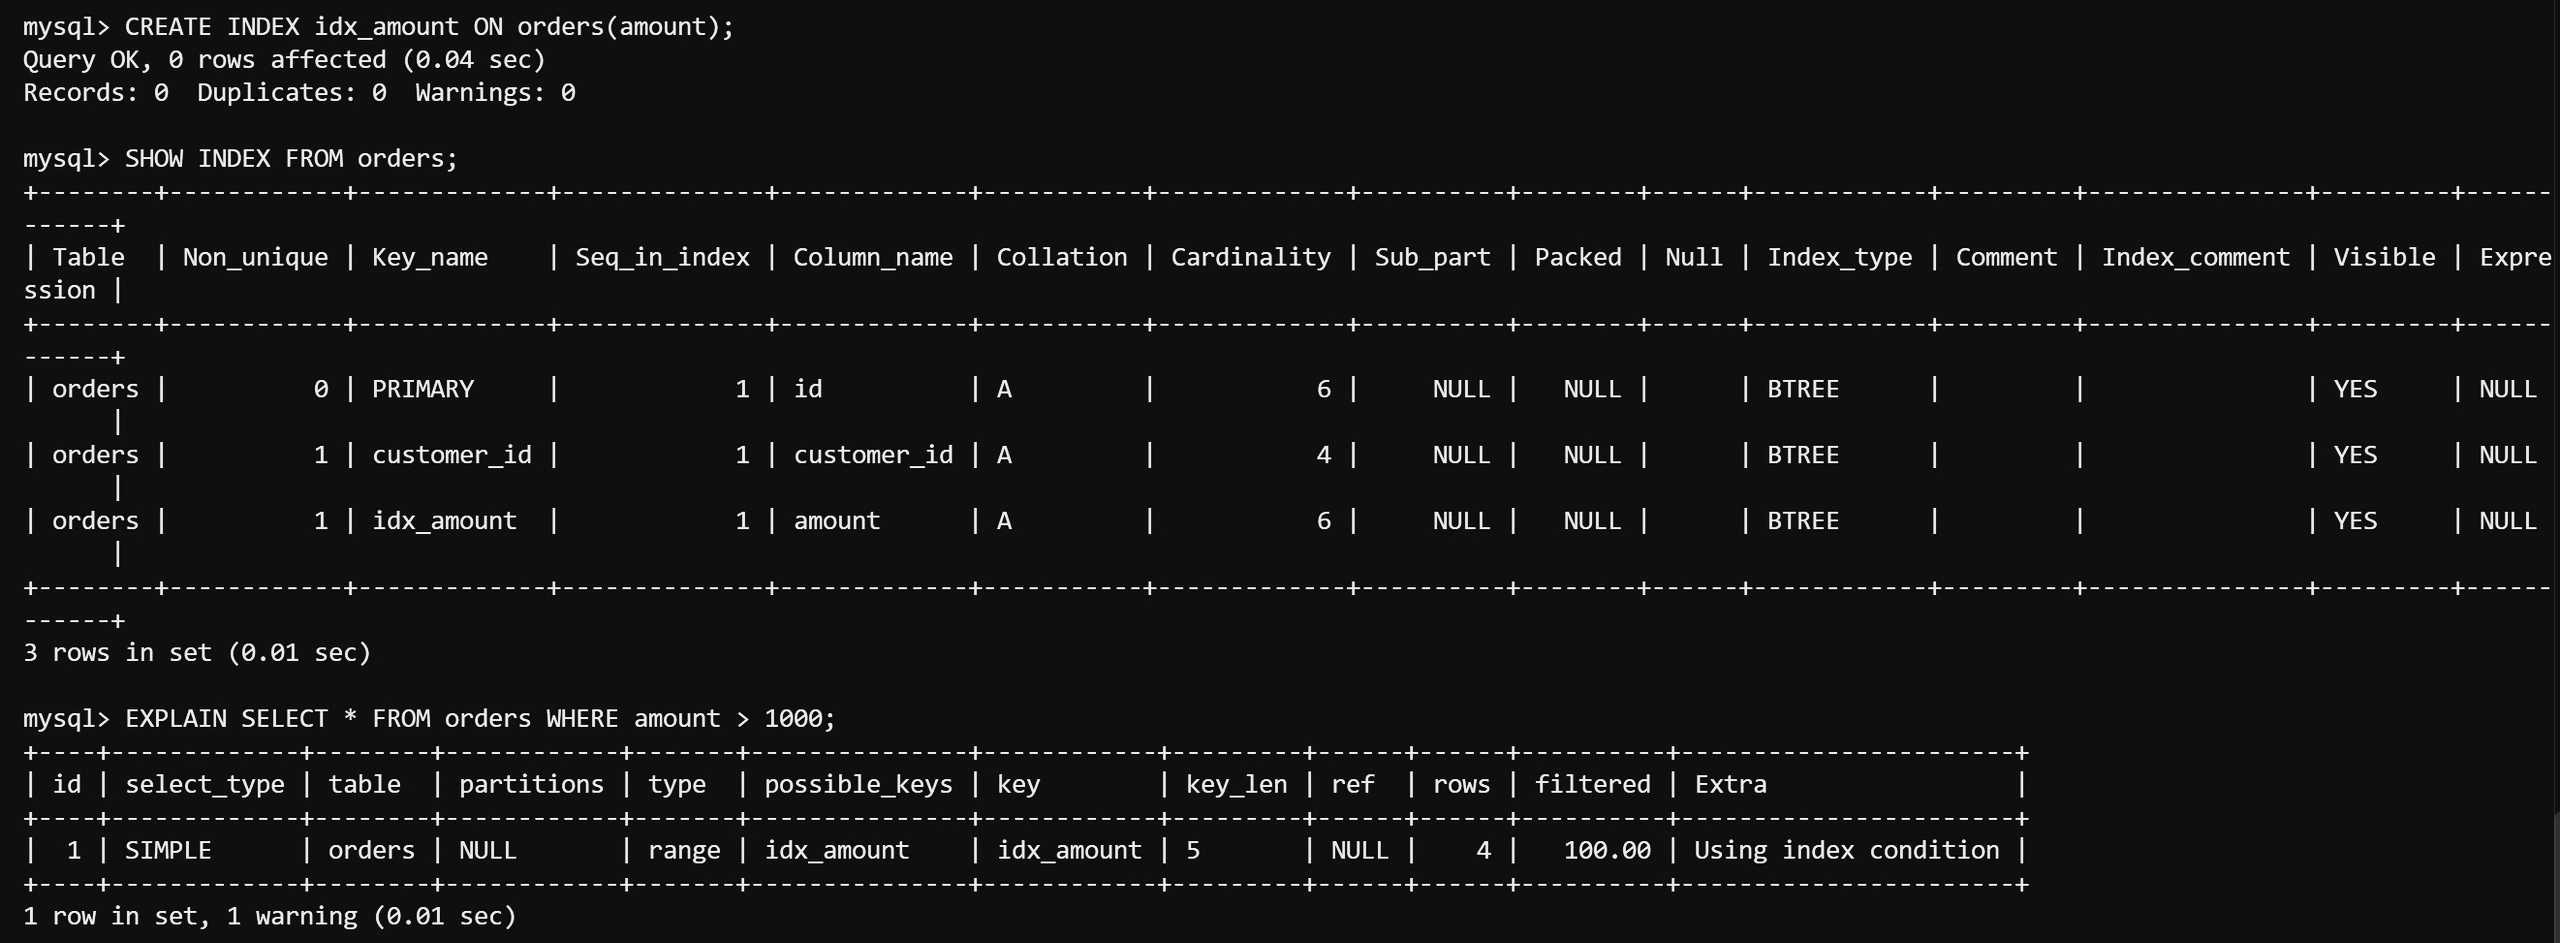 mysql> CREATE INDEX idx_amount ON orders(amount);
Query OK, 0 rows affected (0.04 sec)
Records: 0  Duplicates: 0  Warnings: 0

mysql> SHOW INDEX FROM orders;
+--------+------------+-------------+--------------+-------------+-----------+-------------+----------+--------+------+------------+---------+---------------+---------+------
------+
| Table  | Non_unique | Key_name    | Seq_in_index | Column_name | Collation | Cardinality | Sub_part | Packed | Null | Index_type | Comment | Index_comment | Visible | Expre
ssion |
+--------+------------+-------------+--------------+-------------+-----------+-------------+----------+--------+------+------------+---------+---------------+---------+------
------+
| orders |          0 | PRIMARY     |            1 | id          | A         |           6 |     NULL |   NULL |      | BTREE      |         |               | YES     | NULL
      |
| orders |          1 | customer_id |            1 | customer_id | A         |           4 |     NULL |   NULL |      | BTREE      |         |               | YES     | NULL
      |
| orders |          1 | idx_amount  |            1 | amount      | A         |           6 |     NULL |   NULL |      | BTREE      |         |               | YES     | NULL
      |
+--------+------------+-------------+--------------+-------------+-----------+-------------+----------+--------+------+------------+---------+---------------+---------+------
------+
3 rows in set (0.01 sec)

mysql> EXPLAIN SELECT * FROM orders WHERE amount > 1000;
+----+-------------+--------+------------+-------+---------------+------------+---------+------+------+----------+-----------------------+
| id | select_type | table  | partitions | type  | possible_keys | key        | key_len | ref  | rows | filtered | Extra                 |
+----+-------------+--------+------------+-------+---------------+------------+---------+------+------+----------+-----------------------+
|  1 | SIMPLE      | orders | NULL       | range | idx_amount    | idx_amount | 5       | NULL |    4 |   100.00 | Using index condition |
+----+-------------+--------+------------+-------+---------------+------------+---------+------+------+----------+-----------------------+
1 row in set, 1 warning (0.01 sec)